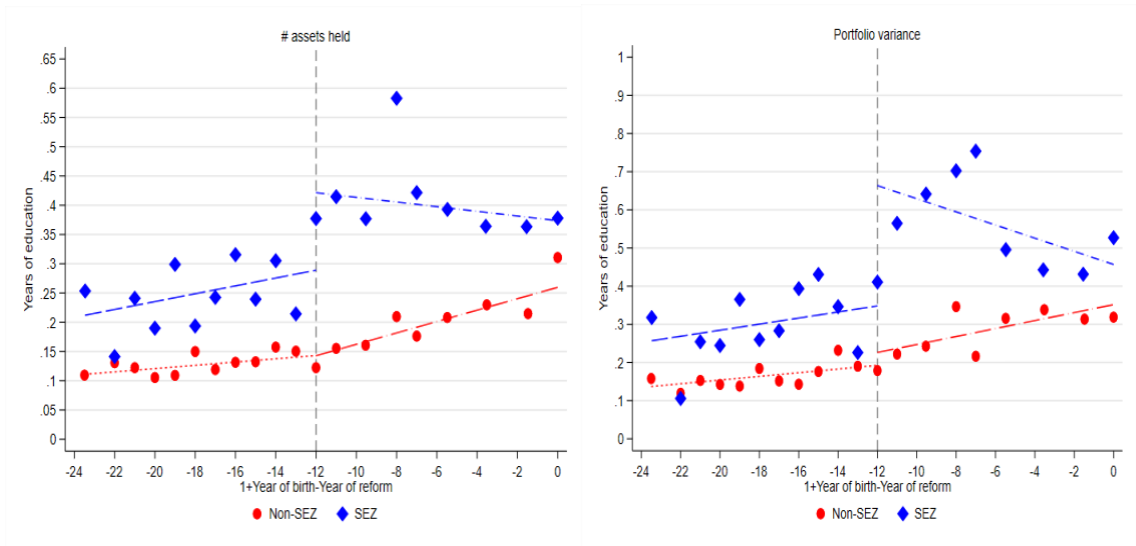 # assets held
Years of education
.65
.6
.55
.5
.45
.4
.35
.3
.25
.2
.15
.1
.05
0
-24 -22 -20 -18 -16 -14 -12 -10 -8 -6 -4 -2 0
1+Year of birth-Year of reform
Non-SEZ SEZ
Portfolio variance
Years of education
1
.9
.8
.7
.6
.5
.4
.3
.2
.1
0
-24 -22 -20 -18 -16 -14 -12 -10 -8 -6 -4 -2 0
1+Year of birth-Year of reform
Non-SEZ SEZ